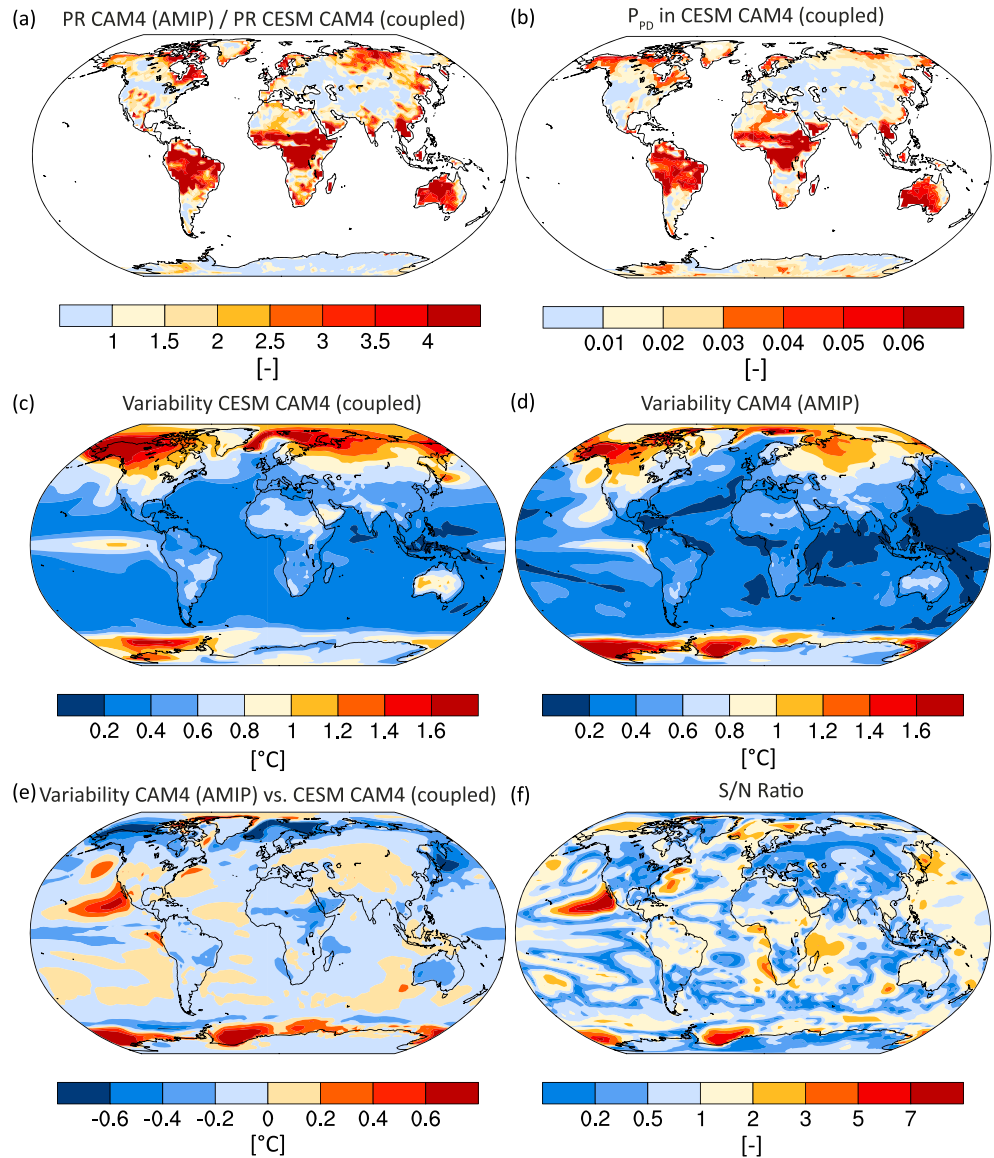 (a) PR CAM4 (AMIP) / PR CESM CAM4 (coupled)
(b) P_PD in CESM CAM4 (coupled)
1 1.5 2 2.5 3 3.5 4
[-]
0.01 0.02 0.03 0.04 0.05 0.06
[-]
(c) Variability CESM CAM4 (coupled)
(d) Variability CAM4 (AMIP)
0.2 0.4 0.6 0.8 1 1.2 1.4 1.6
[°C]
0.2 0.4 0.6 0.8 1 1.2 1.4 1.6
[°C]
(e) Variability CAM4 (AMIP) vs. CESM CAM4 (coupled)
(f) S/N Ratio
-0.6 -0.4 -0.2 0 0.2 0.4 0.6
[°C]
0.2 0.5 1 2 3 5 7
[-]